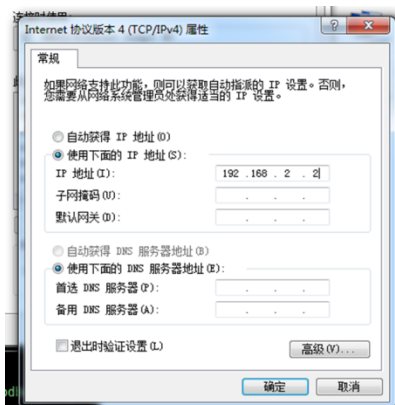 Internet 协议版本 4 (TCP/IPv4) 属性
常规
如果网络支持此功能，则可以获取自动指派的 IP 设置。否则，
您需要从网络系统管理员处获得适当的 IP 设置。
自动获得 IP 地址(O)
使用下面的 IP 地址(S):
IP 地址(I): 192 .168 . 2 . 2
子网掩码(U): . . .
默认网关(D): . . .
自动获得 DNS 服务器地址(B)
使用下面的 DNS 服务器地址(E):
首选 DNS 服务器(P): . . .
备用 DNS 服务器(A): . . .
退出时验证设置(L)
高级(V)...
确定 取消